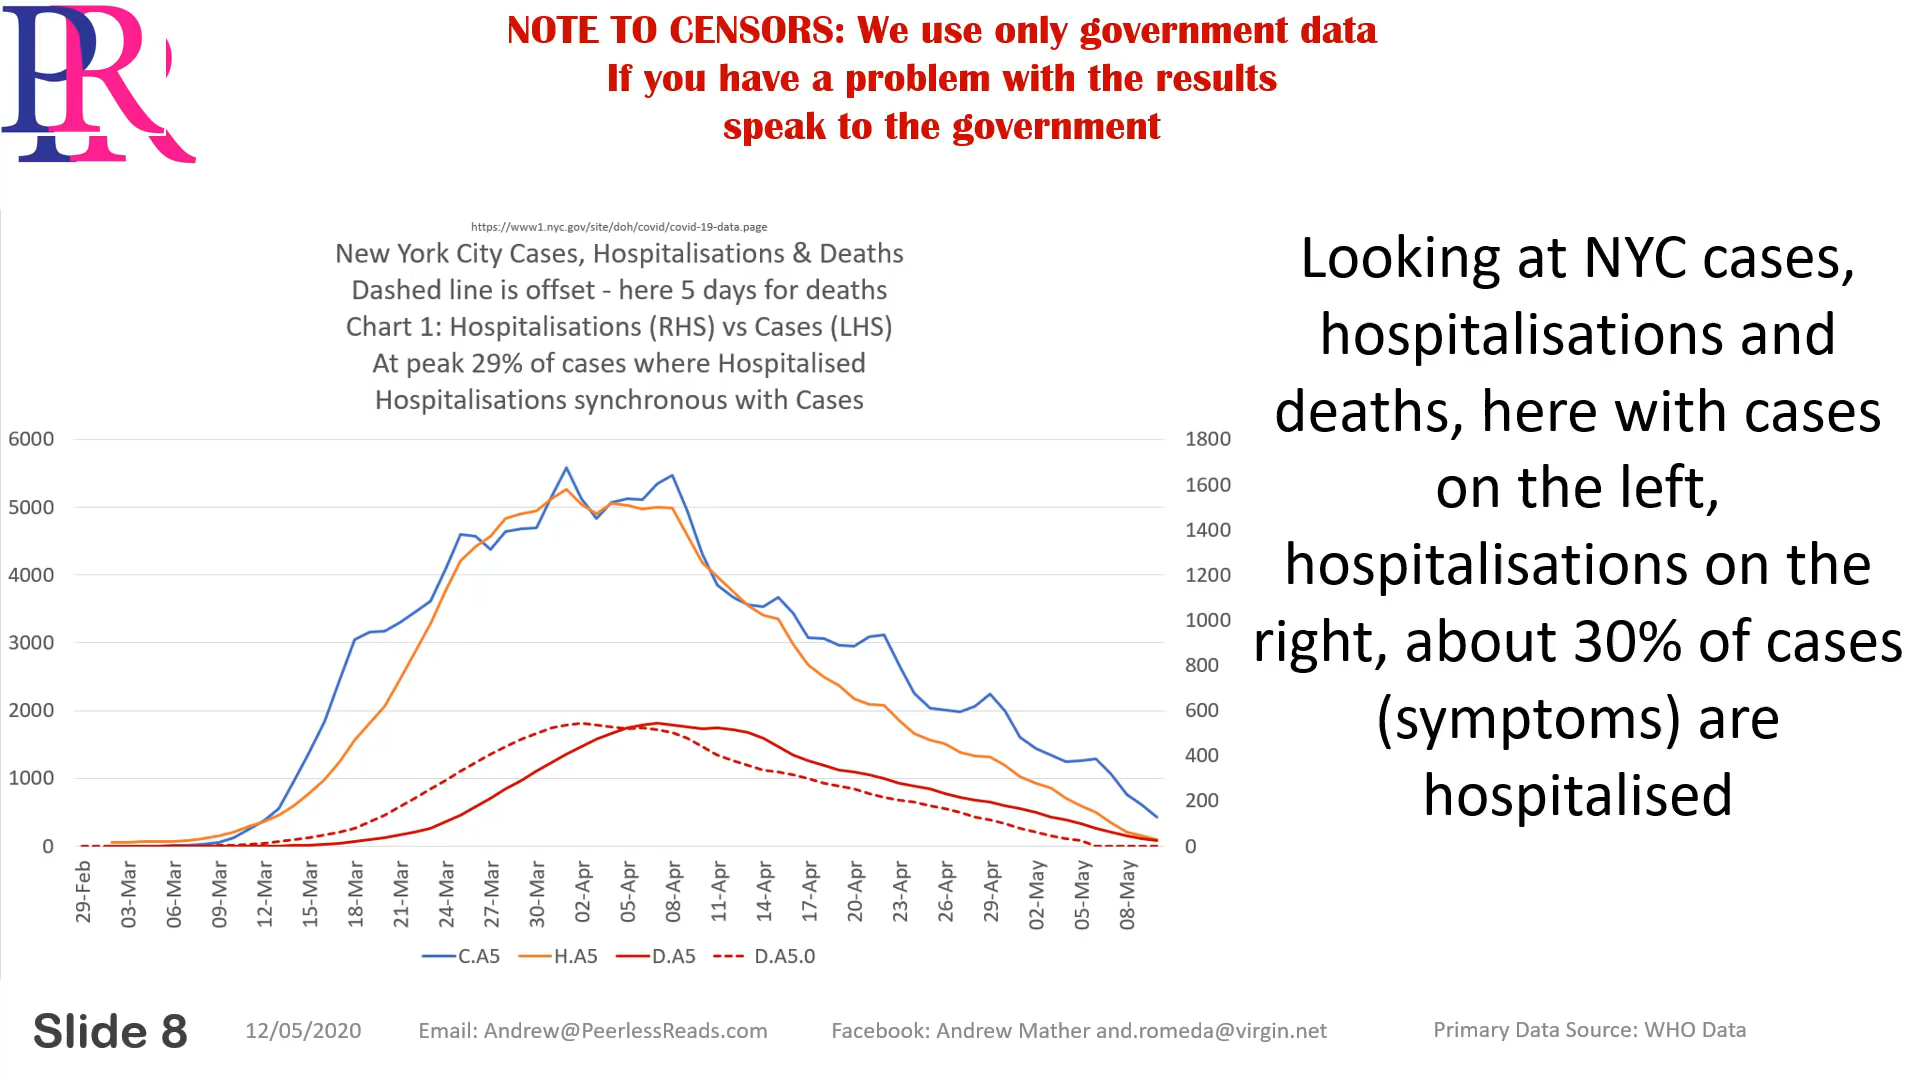 PR
NOTE TO CENSORS: We use only government data
If you have a problem with the results
speak to the government
https://www1.nyc.gov/site/doh/covid/covid-19-data.page
New York City Cases, Hospitalisations & Deaths
Dashed line is offset - here 5 days for deaths
Chart 1: Hospitalisations (RHS) vs Cases (LHS)
At peak 29% of cases where Hospitalised
Hospitalisations synchronous with Cases
6000
5000
4000
3000
2000
1000
0
1800
1600
1400
1200
1000
800
600
400
200
0
29-Feb
03-Mar
06-Mar
09-Mar
12-Mar
15-Mar
18-Mar
21-Mar
24-Mar
27-Mar
30-Mar
02-Apr
05-Apr
08-Apr
11-Apr
14-Apr
17-Apr
20-Apr
23-Apr
26-Apr
29-Apr
02-May
05-May
08-May
C.A5 H.A5 D.A5 D.A5.0
Looking at NYC cases,
hospitalisations and
deaths, here with cases
on the left,
hospitalisations on the
right, about 30% of cases
(symptoms) are
hospitalised
Slide 8 12/05/2020 Email: Andrew@PeerlessReads.com Facebook: Andrew Mather and.romeda@virgin.net Primary Data Source: WHO Data